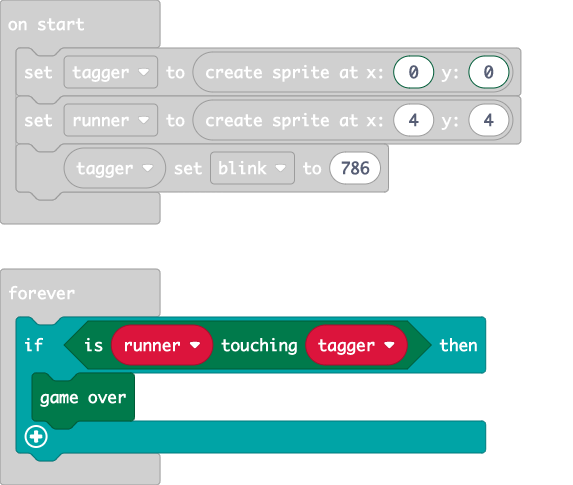 on start
set tagger to create sprite at x: 0 y: 0
set runner to create sprite at x: 4 y: 4
tagger set blink to 786
forever
if is runner touching tagger then
game over